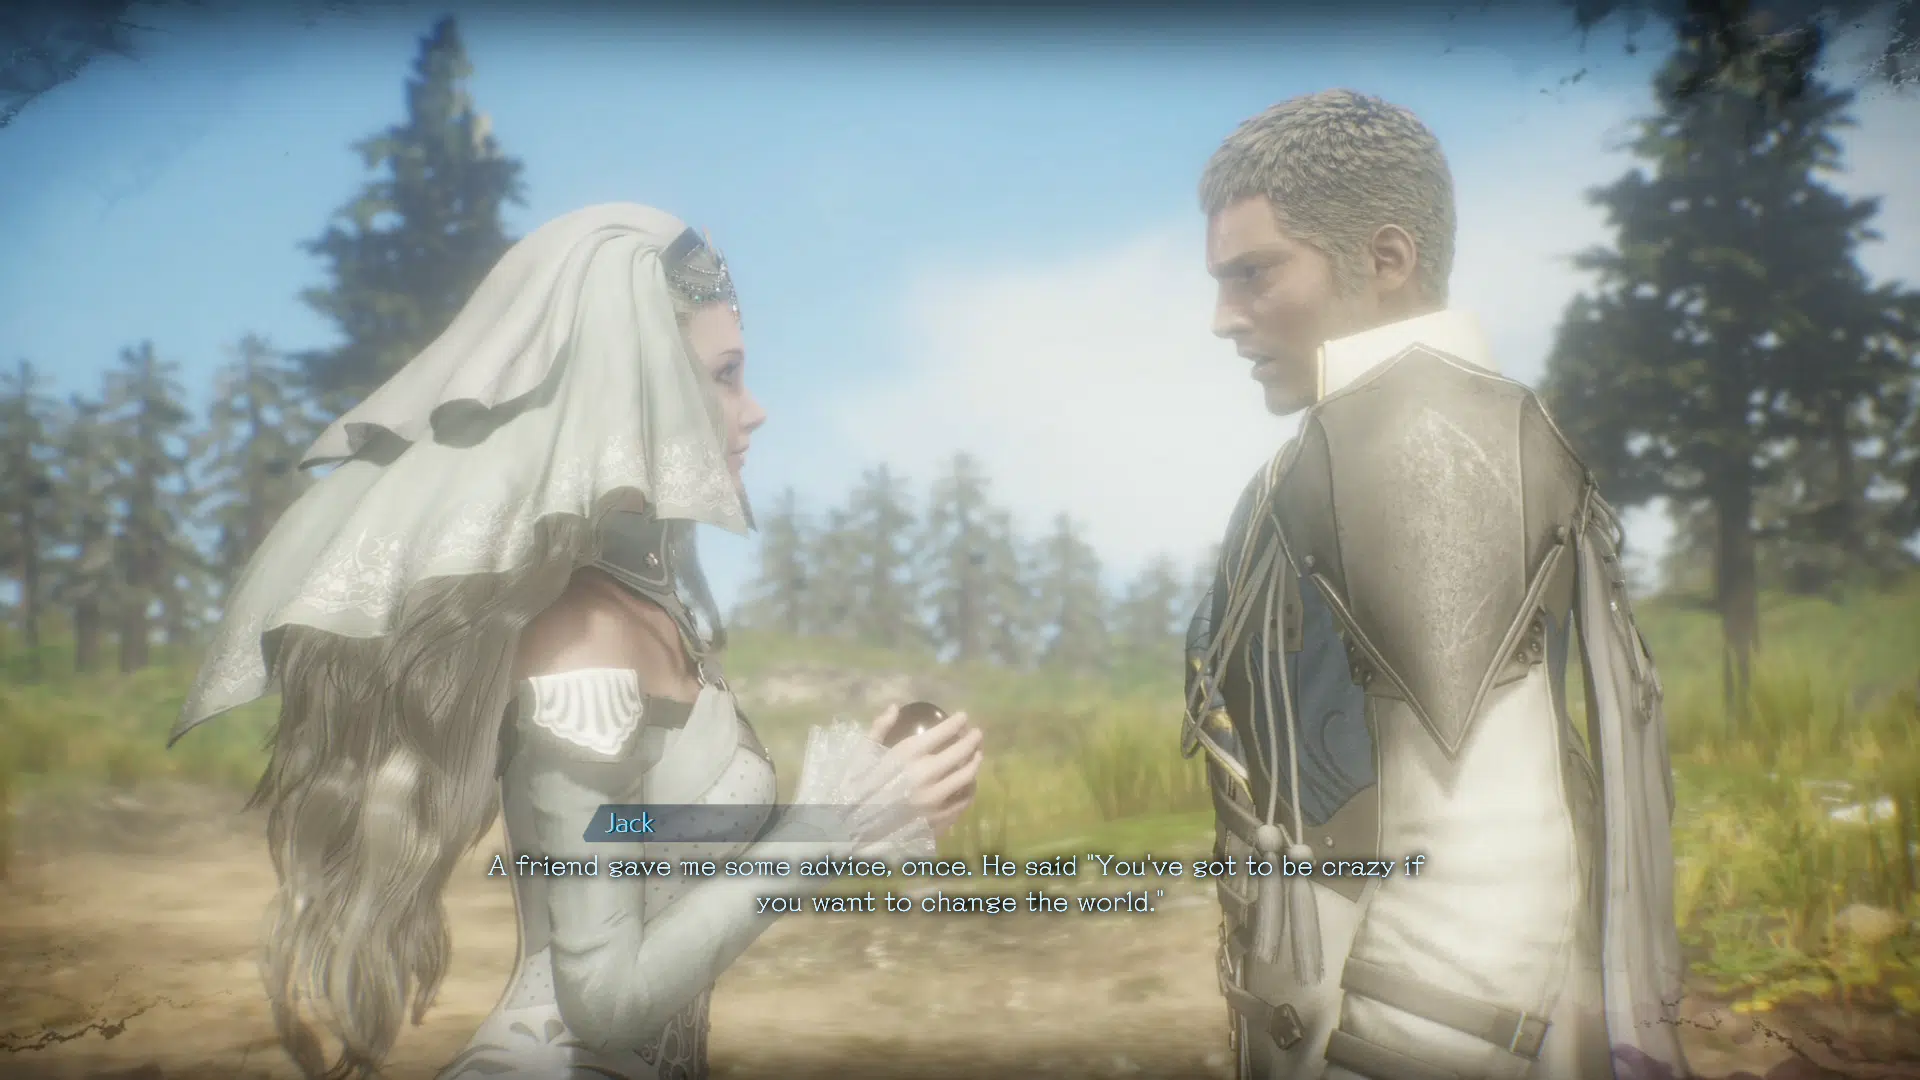 Jack
A friend gave me some advice, once. He said "You've got to be crazy if
you want to change the world."